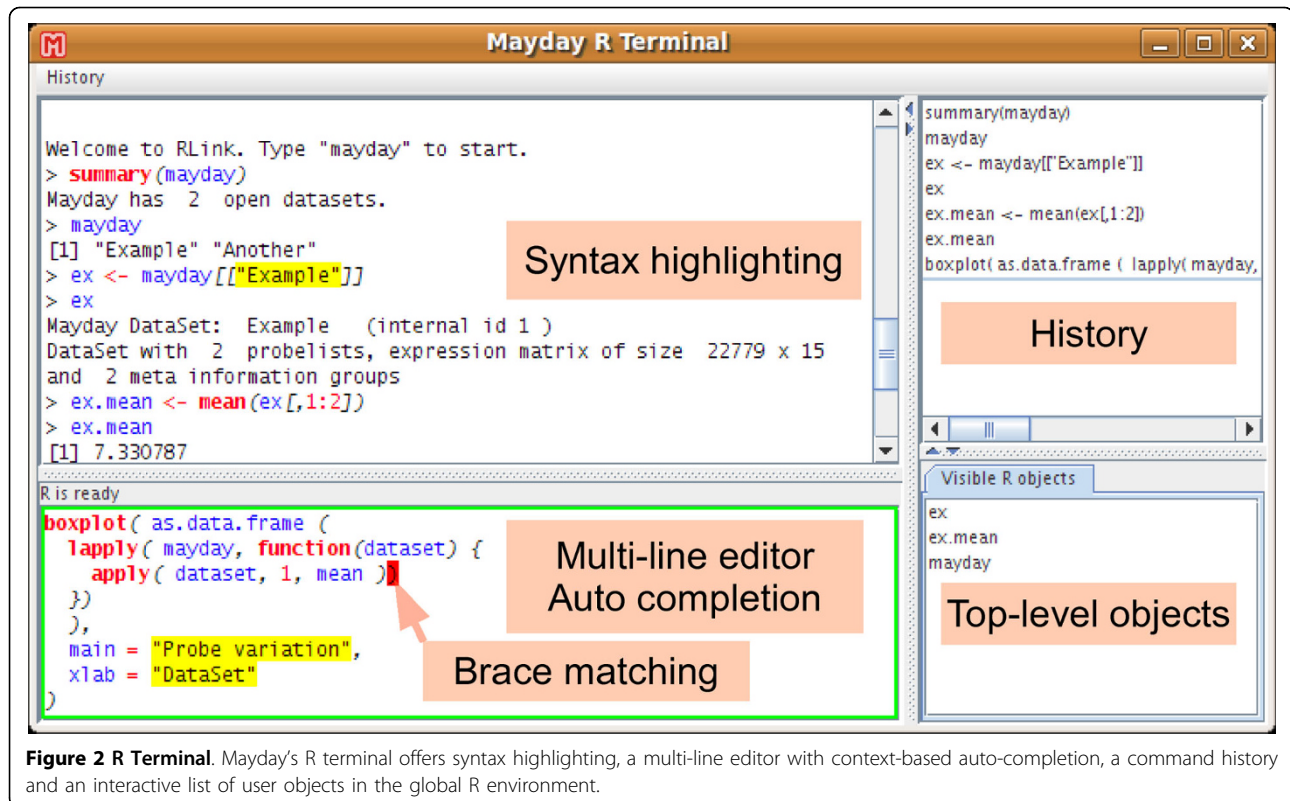 Mayday R Terminal
History
Welcome to RLink. Type "mayday" to start.
> summary(mayday)
Mayday has 2 open datasets.
> mayday
[1] "Example" "Another"
> ex <- mayday[["Example"]]
> ex
Mayday DataSet: Example (internal id 1 )
DataSet with 2 probelists, expression matrix of size 22779 x 15
and 2 meta information groups
> ex.mean <- mean(ex[,1:2])
> ex.mean
[1] 7.330787
Syntax highlighting
summary(mayday)
mayday
ex <- mayday[["Example"]]
ex
ex.mean <- mean(ex[,1:2])
ex.mean
boxplot( as.data.frame ( lapply( mayday,
History
R is ready
boxplot( as.data.frame (
lapply( mayday, function(dataset) {
apply( dataset, 1, mean ))
})
),
main = "Probe variation",
xlab = "DataSet"
)
Multi-line editor
Auto completion
Brace matching
Visible R objects
ex
ex.mean
mayday
Top-level objects
Figure 2 R Terminal. Mayday's R terminal offers syntax highlighting, a multi-line editor with context-based auto-completion, a command history
and an interactive list of user objects in the global R environment.